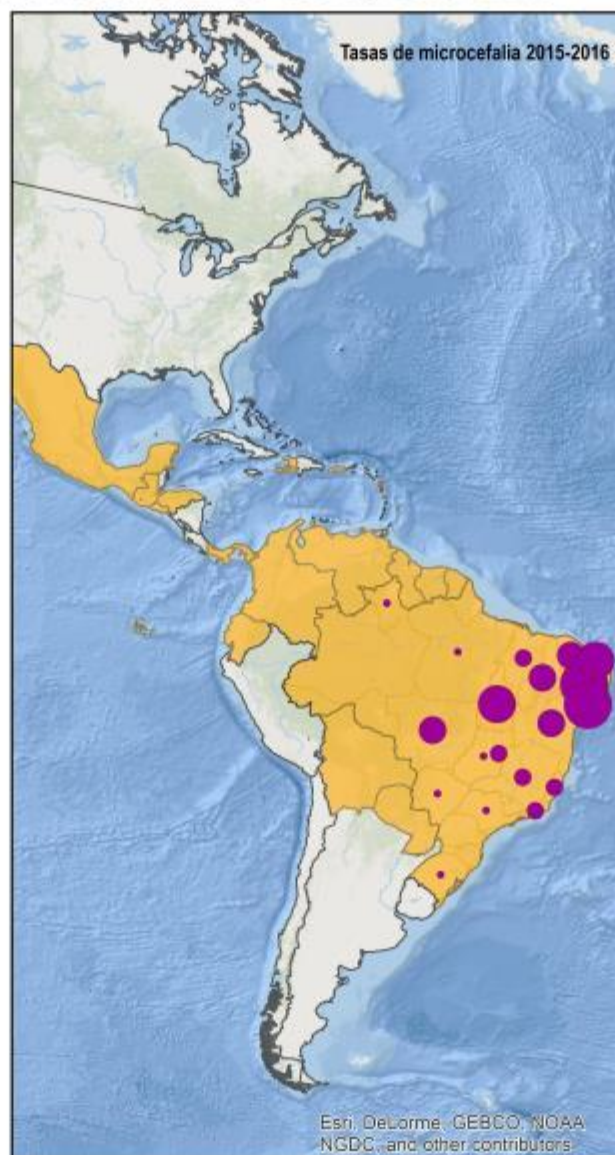 Tasas de microcefalia 2015-2016
Esri, DeLorme, GEBCO, NOAA
NGDC, and other contributors